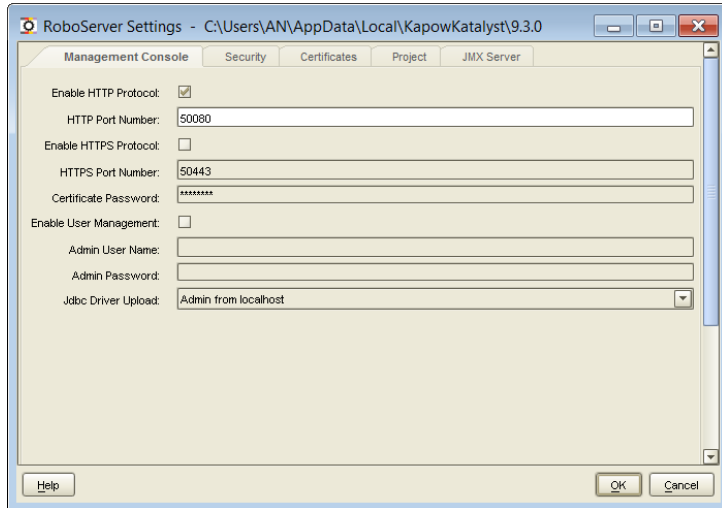 RoboServer Settings - C:\Users\AN\AppData\Local\KapowKatalyst\9.3.0
Management Console Security Certificates Project JMX Server
Enable HTTP Protocol:
HTTP Port Number: 50080
Enable HTTPS Protocol:
HTTPS Port Number: 50443
Certificate Password: ********
Enable User Management:
Admin User Name:
Admin Password:
Jdbc Driver Upload: Admin from localhost
Help OK Cancel